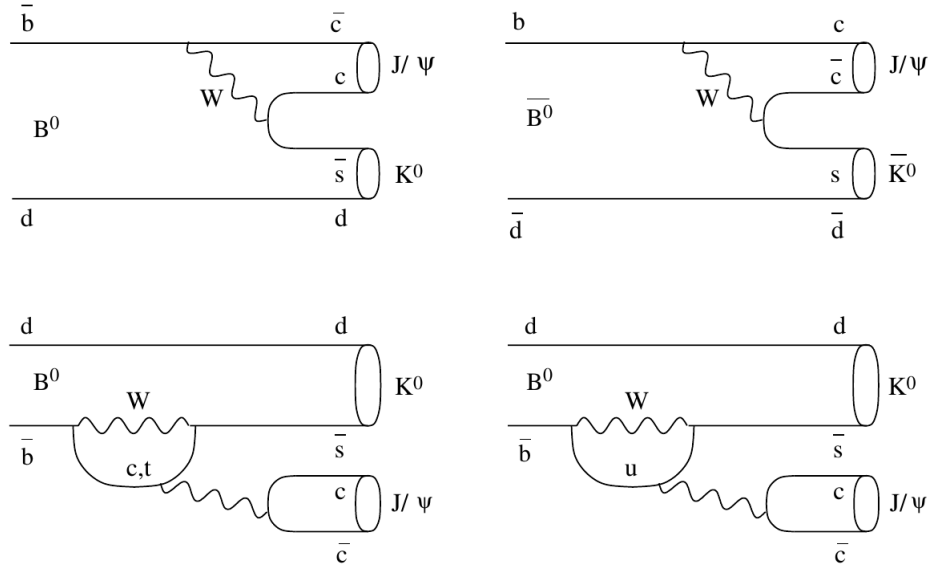 b̅ c̅ b c
J/ ψ J/ ψ
c c̅
W W
B⁰ B̅⁰
s̅ K⁰ s K̅⁰
d d d̅ d̅
d d d d
B⁰ K⁰ B⁰ K⁰
W W
b̅ s̅ b̅ s̅
c,t c u c
J/ ψ J/ ψ
c̅ c̅